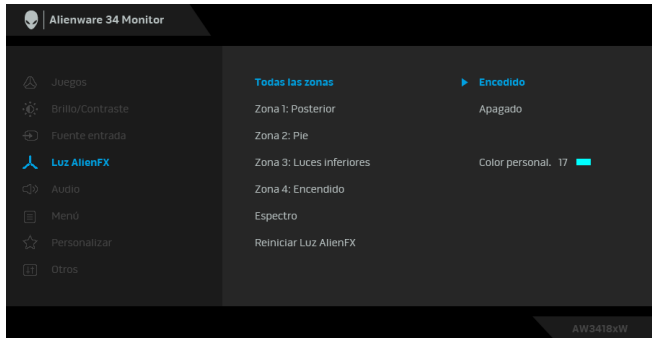 Alienware 34 Monitor
Juegos
Todas las zonas
Encedido
Brillo/Contraste
Zona 1: Posterior
Apagado
Fuente entrada
Zona 2: Pie
Luz AlienFX
Zona 3: Luces inferiores
Color personal. 17
Audio
Zona 4: Encendido
Menú
Espectro
Personalizar
Reiniciar Luz AlienFX
Otros
AW3418xW